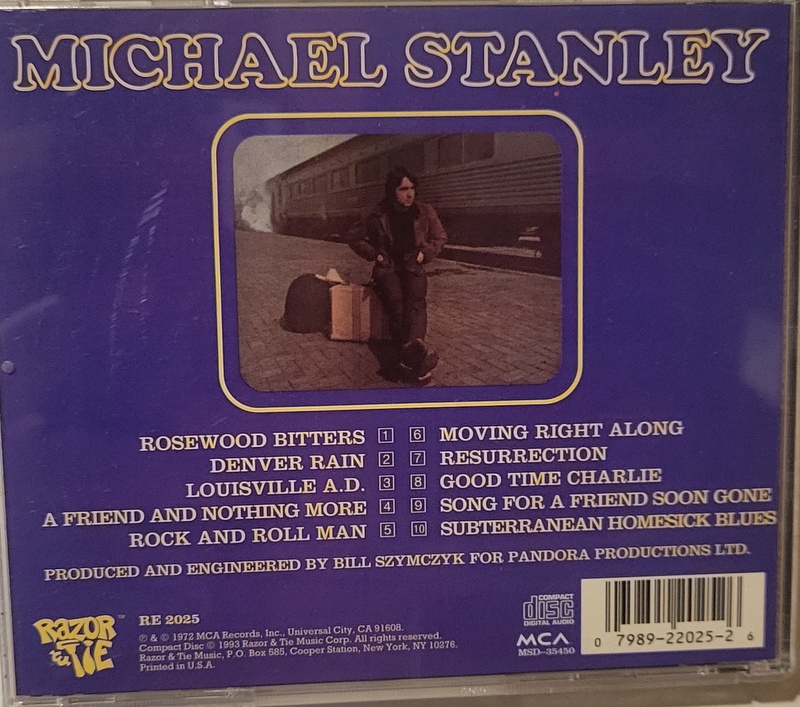 MICHAEL STANLEY
ROSEWOOD BITTERS 1
DENVER RAIN 2
LOUISVILLE A.D. 3
A FRIEND AND NOTHING MORE 4
ROCK AND ROLL MAN 5
6 MOVING RIGHT ALONG
7 RESURRECTION
8 GOOD TIME CHARLIE
9 SONG FOR A FRIEND SOON GONE
10 SUBTERRANEAN HOMESICK BLUES
PRODUCED AND ENGINEERED BY BILL SZYMCZYK FOR PANDORA PRODUCTIONS LTD.
RAZOR & TIE™
RE 2025
℗ & © 1972 MCA Records, Inc., Universal City, CA 91608.
Compact Disc © 1993 Razor & Tie Music Corp. All rights reserved.
Razor & Tie Music, P.O. Box 585, Cooper Station, New York, NY 10276.
Printed in U.S.A.
COMPACT
disc
DIGITAL AUDIO
MCA
MSD-35450
0 7989-22025-2 6